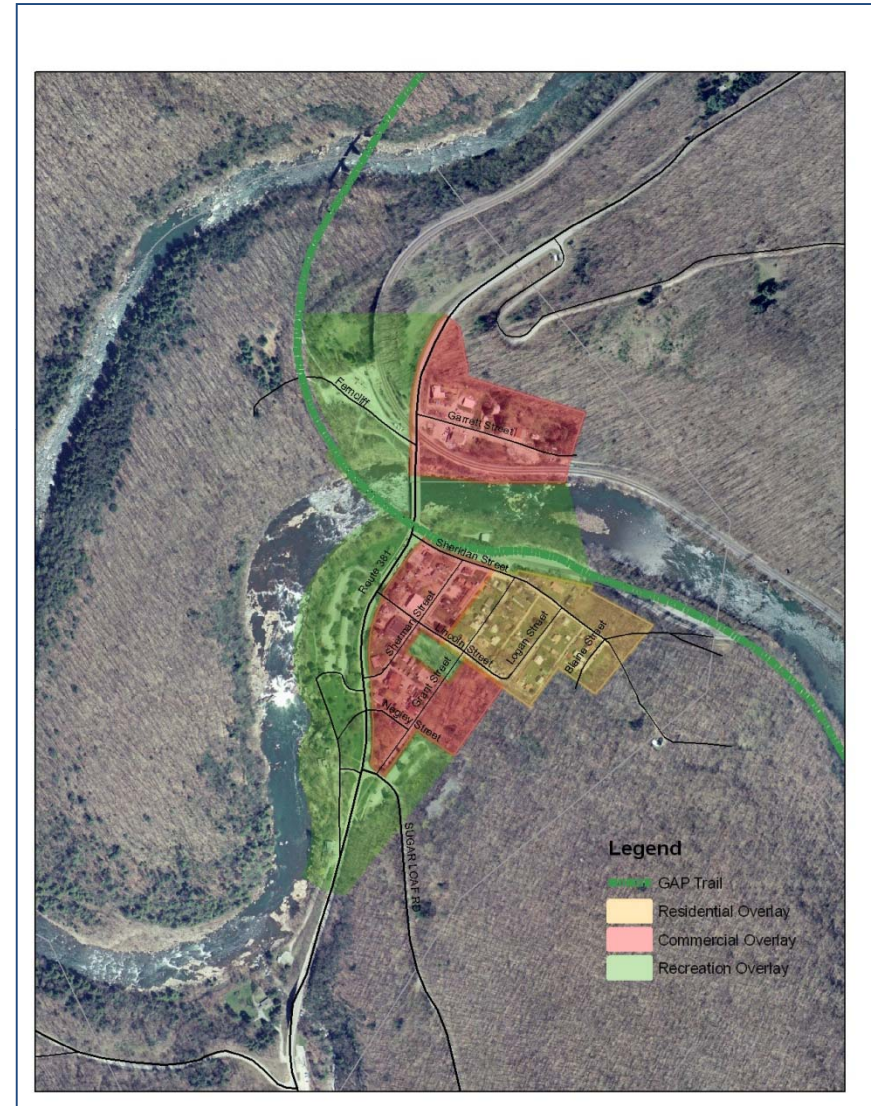 Ferncliff
Garrett Street
Sheridan Street
Route 381
Sherman Street
Lincoln Street
Logan Street
Blaine Street
Grant Street
Negley Street
SUGAR LOAF RD
Legend
GAP Trail
Residential Overlay
Commercial Overlay
Recreation Overlay